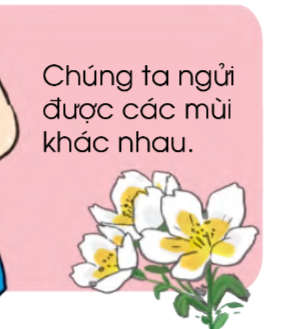 Chúng ta ngửi
được các mùi
khác nhau.